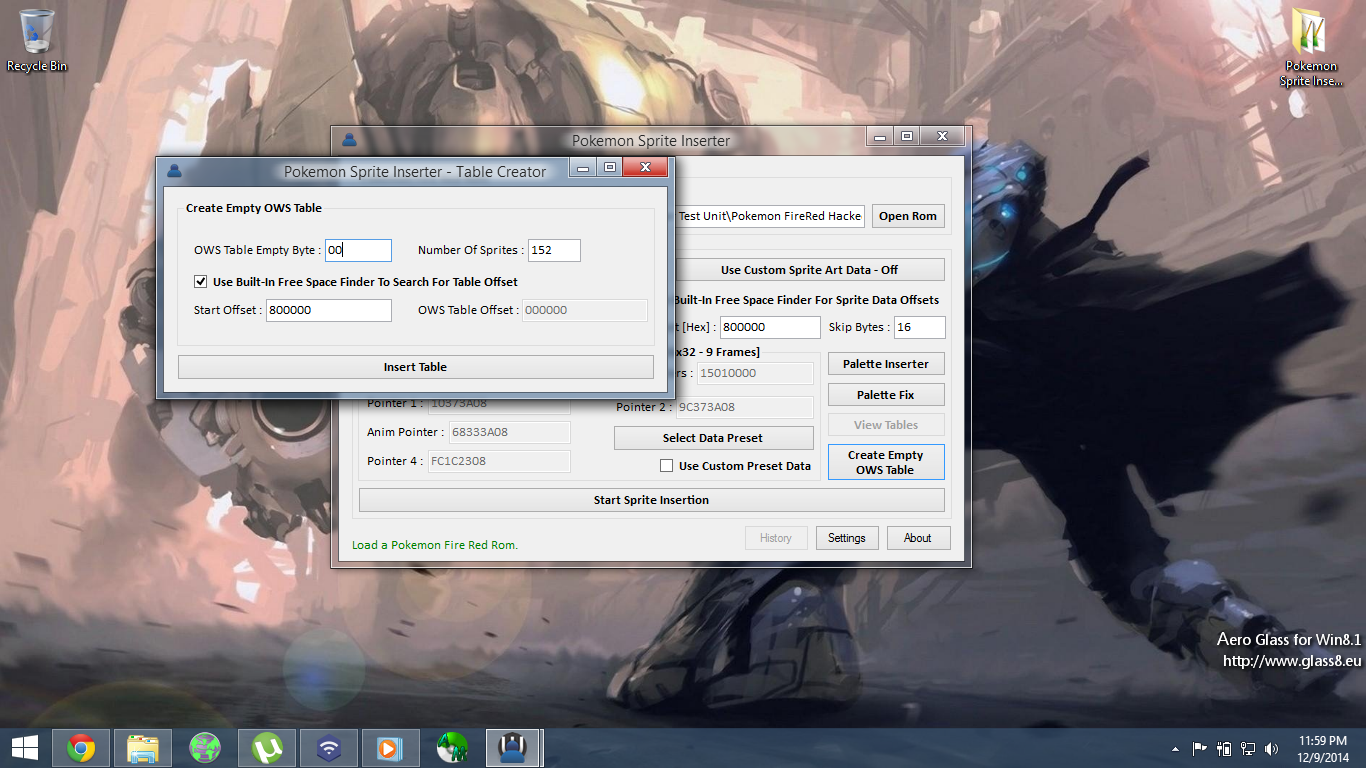 Recycle Bin
Pokemon
Sprite Inse...
Pokemon Sprite Inserter
Test Unit\Pokemon FireRed Hacke
Open Rom
Use Custom Sprite Art Data - Off
Built-In Free Space Finder For Sprite Data Offsets
t [Hex] : 800000 Skip Bytes : 16
x32 - 9 Frames]
rs : 15010000
Palette Inserter
Pointer 1 : 10373A08
Pointer 2 : 9C373A08
Palette Fix
Anim Pointer : 68333A08
Select Data Preset
View Tables
Pointer 4 : FC1C2308
Use Custom Preset Data
Create Empty
OWS Table
Start Sprite Insertion
Load a Pokemon Fire Red Rom.
History
Settings
About
Pokemon Sprite Inserter - Table Creator
Create Empty OWS Table
OWS Table Empty Byte : 00 Number Of Sprites : 152
Use Built-In Free Space Finder To Search For Table Offset
Start Offset : 800000 OWS Table Offset : 000000
Insert Table
Aero Glass for Win8.1
http://www.glass8.eu
11:59 PM
12/9/2014